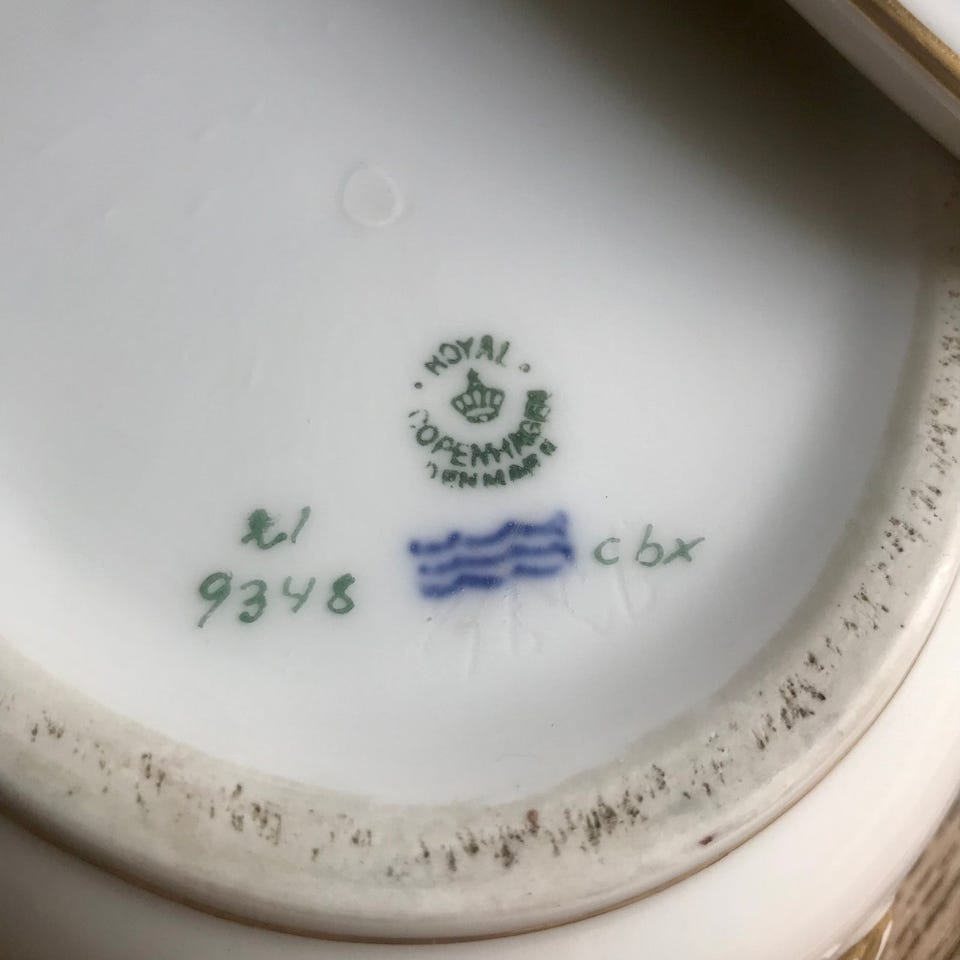 ROYAL
COPENHAGEN
DENMARK
9348
cbx